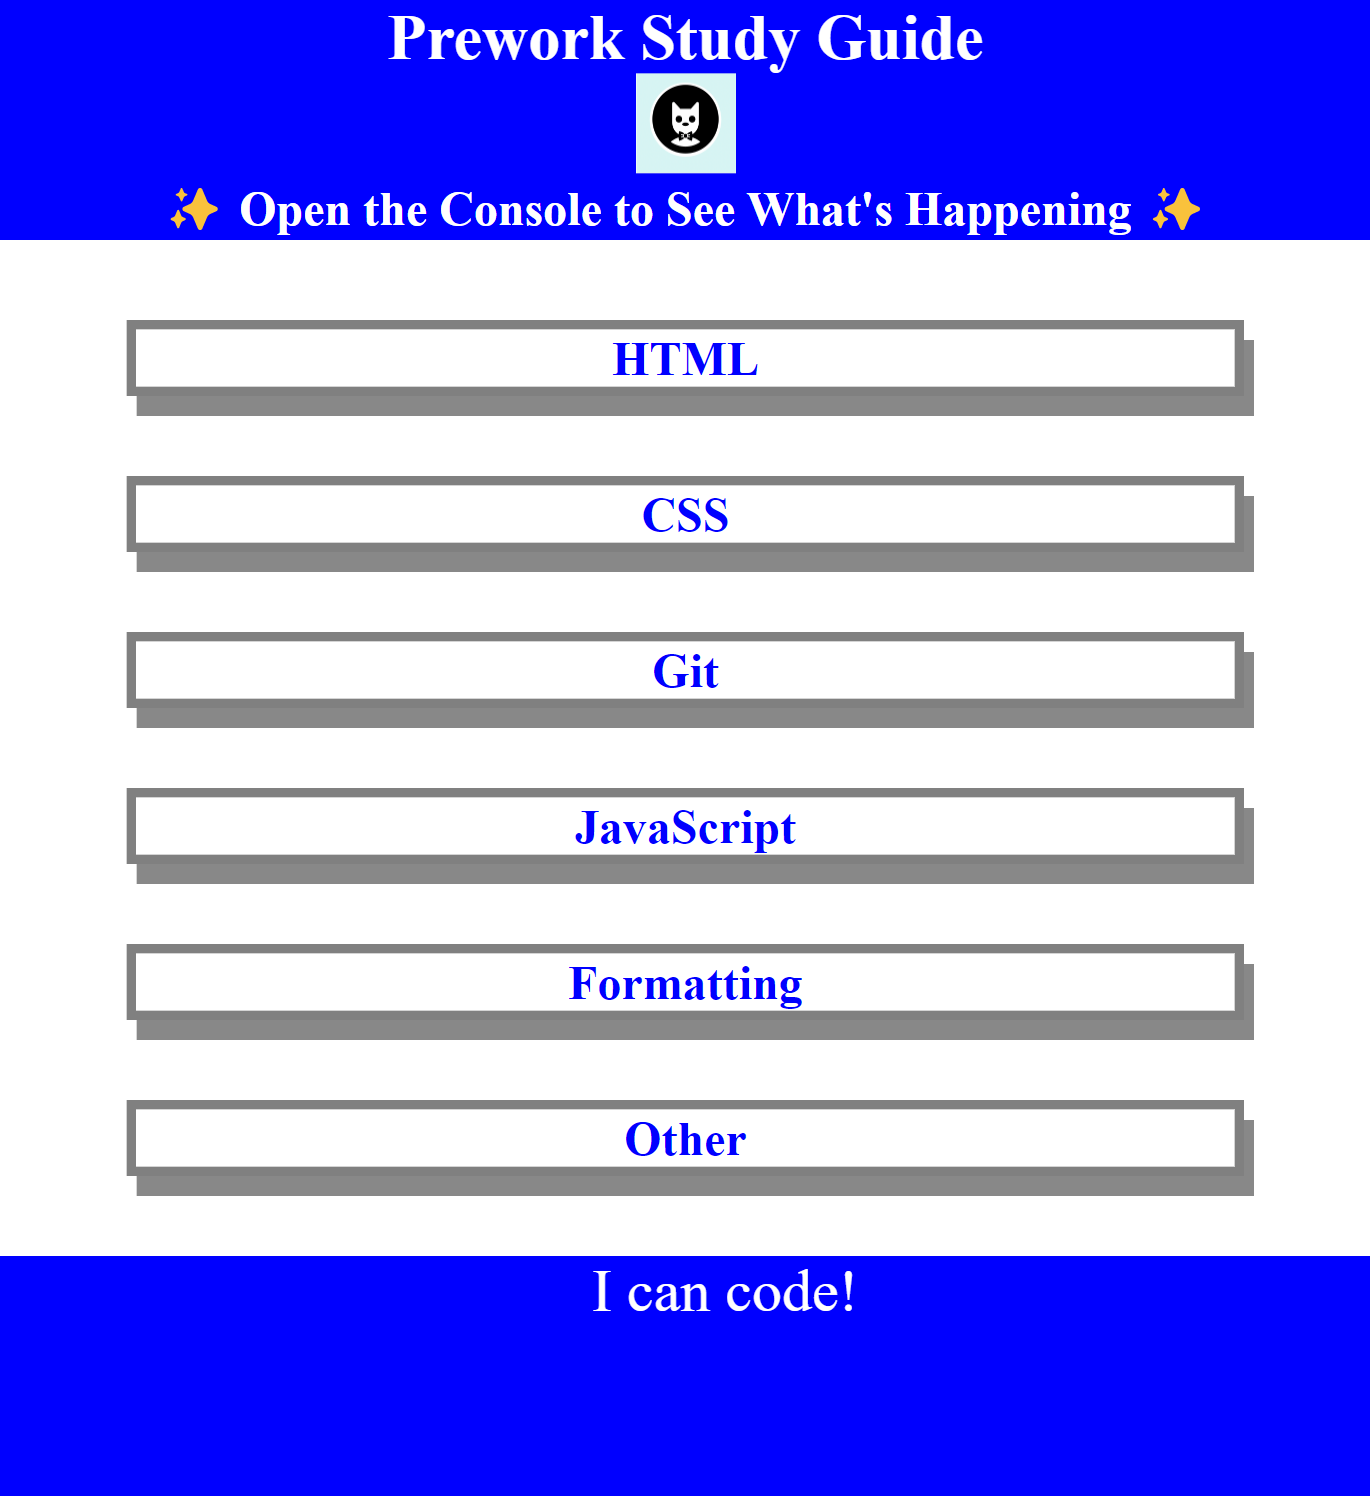 Prework Study Guide
✨ Open the Console to See What's Happening ✨
HTML
CSS
Git
JavaScript
Formatting
Other
I can code!